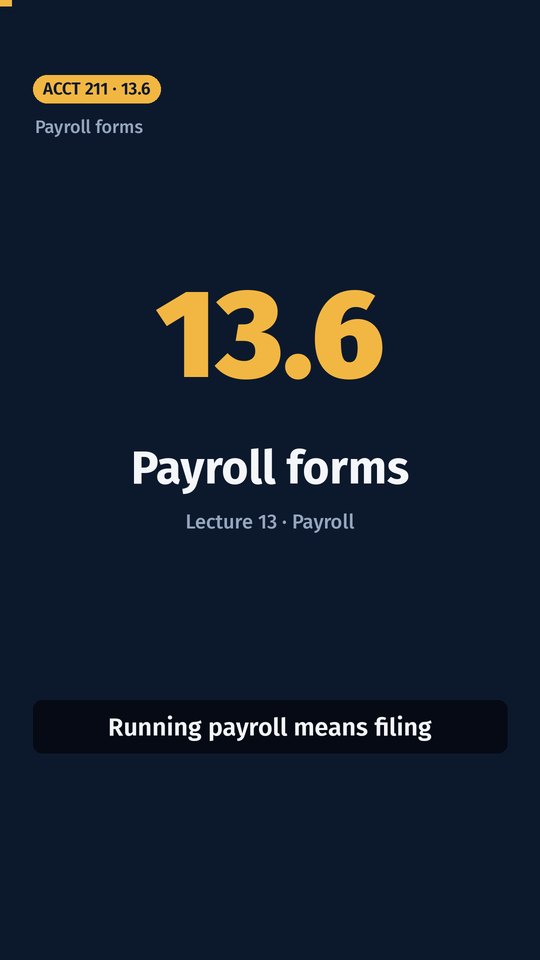 ACCT 211 · 13.6
Payroll forms
13.6
Payroll forms
Lecture 13 · Payroll
Running payroll means filing